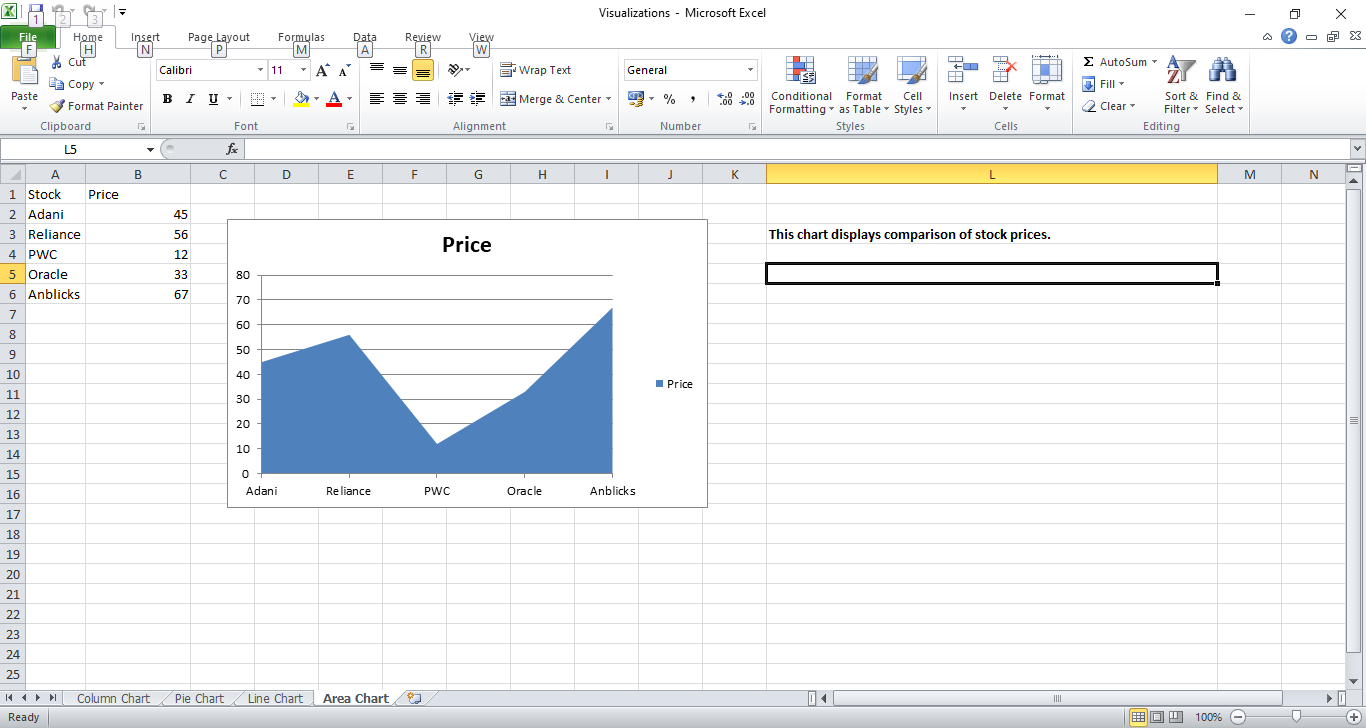 Visualizations - Microsoft Excel
1 2 3
File Home Insert Page Layout Formulas Data Review View
F H N P M A R W
Cut
Copy
Format Painter
Paste
Clipboard
Calibri 11 A A
B I U A
Font
Wrap Text
Merge & Center
Alignment
General
% , .0 .00 .00 .0
Number
Conditional Formatting
Format as Table
Cell Styles
Styles
Insert Delete Format
Cells
Σ AutoSum
Fill
Clear
Sort & Filter
Find & Select
Editing
L5 fx
A B C D E F G H I J K L M N
1 Stock Price
2 Adani 45
3 Reliance 56 This chart displays comparison of stock prices.
4 PWC 12
5 Oracle 33
6 Anblicks 67
7
8
9
10
11
12
13
14
15
16
17
18
19
20
21
22
23
24
25
Price
80
70
60
50
40
30
20
10
0
Adani Reliance PWC Oracle Anblicks
Price
Column Chart Pie Chart Line Chart Area Chart
Ready 100%